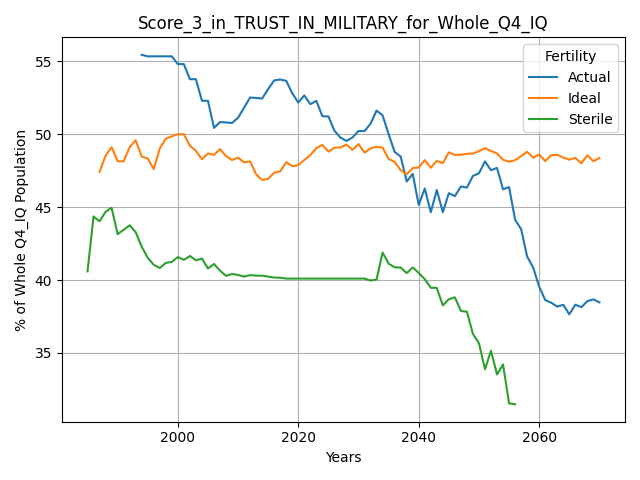 Score_3_in_TRUST_IN_MILITARY_for_Whole_Q4_IQ
% of Whole Q4_IQ Population
55
50
45
40
35
Fertility
Actual
Ideal
Sterile
2000 2020 2040 2060
Years